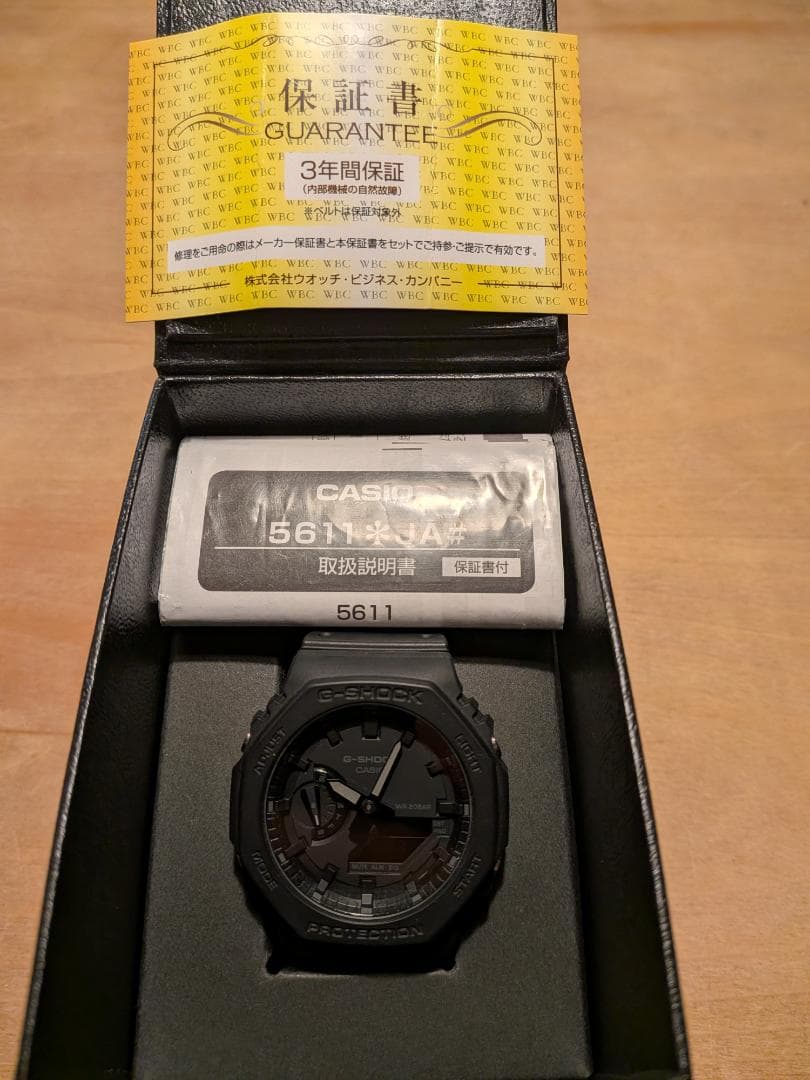 保証書
GUARANTEE
3年間保証
(内部機械の自然故障)
※ベルトは保証対象外
修理をご用命の際はメーカー保証書と本保証書をセットでご持参・ご提示で有効です。
株式会社ウオッチ・ビジネス・カンパニー
CASIO
5611＊JA#
取扱説明書 保証書付
5611
G-SHOCK
ADJUST
LIGHT
G-SHOCK
CASIO
WR20BAR
MODE
START
PROTECTION